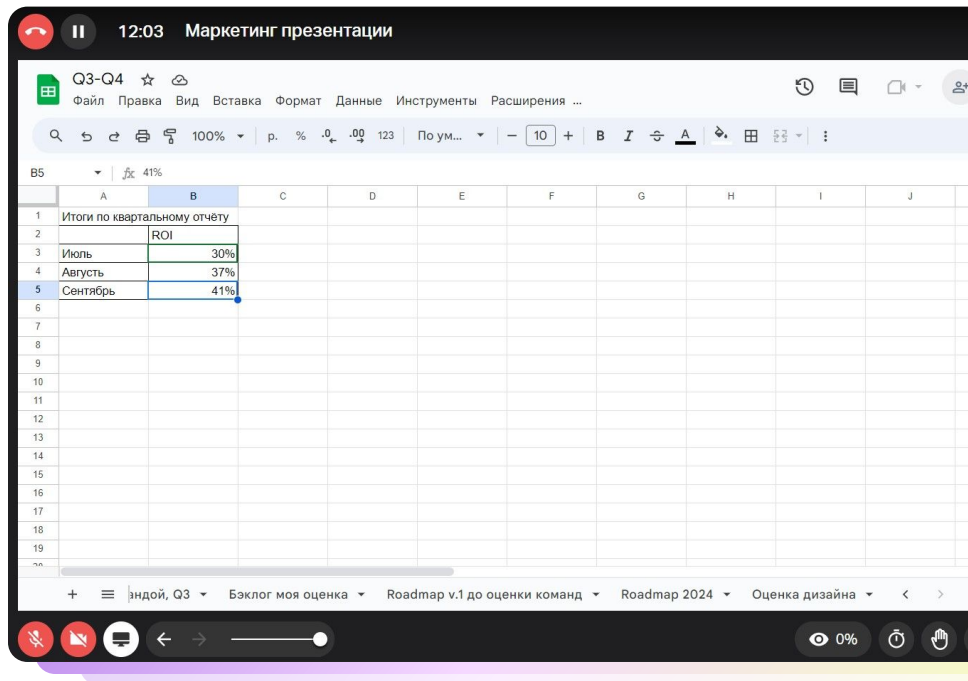 12:03 Маркетинг презентации
Q3-Q4
Файл Правка Вид Вставка Формат Данные Инструменты Расширения ...
100% р. % .0 .00 123 По ум... − 10 + B I A
B5 fx 41%
A B C D E F G H I J
1 Итоги по квартальному отчёту
2 ROI
3 Июль 30%
4 Августь 37%
5 Сентябрь 41%
6
7
8
9
10
11
12
13
14
15
16
17
18
19
андой, Q3 Бэклог моя оценка Roadmap v.1 до оценки команд Roadmap 2024 Оценка дизайна
0%